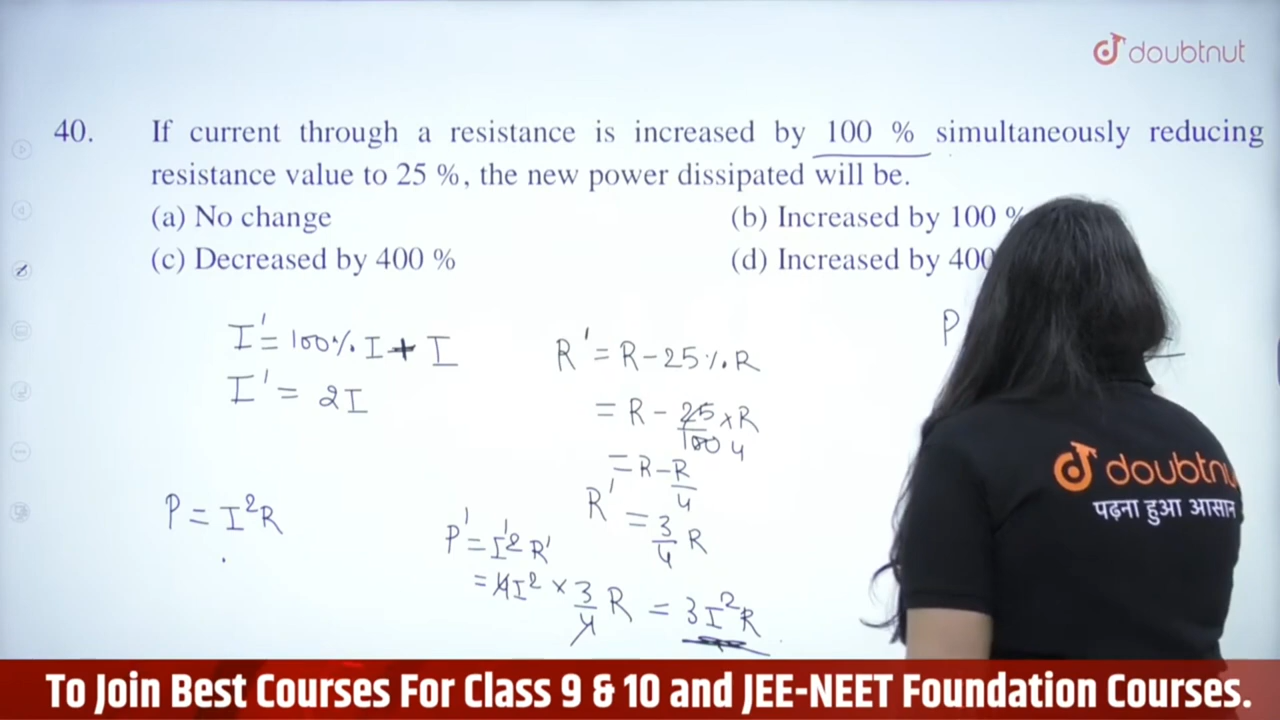 doubtnut
40. If current through a resistance is increased by 100 % simultaneously reducing
resistance value to 25 %, the new power dissipated will be.
(a) No change (b) Increased by 100 %
(c) Decreased by 400 % (d) Increased by 400
I' = 100% I + I
I' = 2I
R' = R - 25% R
= R - 25/100 × R 4
= R - R/4
R' = 3/4 R
P = I²R
P' = I'² R'
= 4I² × 3/4 R = 3I²R
P
doubtnu
पढ़ना हुआ आसान
To Join Best Courses For Class 9 & 10 and JEE-NEET Foundation Courses.